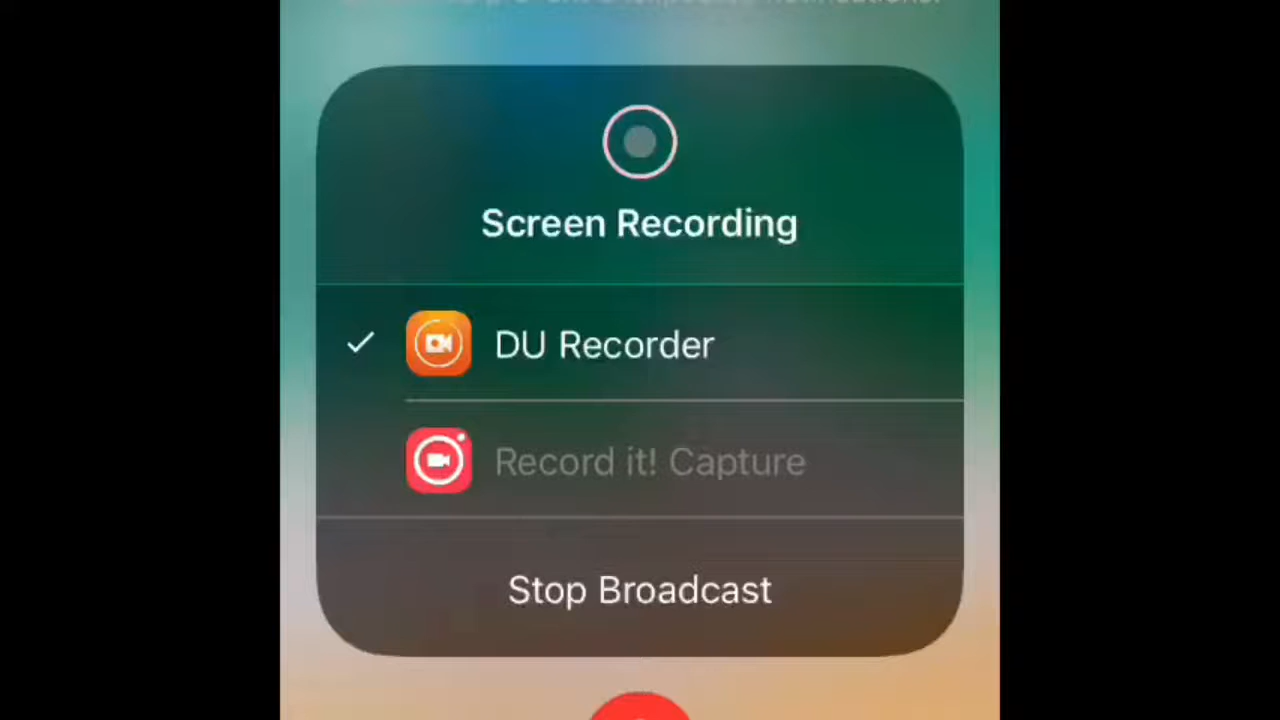 Screen Recording
DU Recorder
Record it! Capture
Stop Broadcast